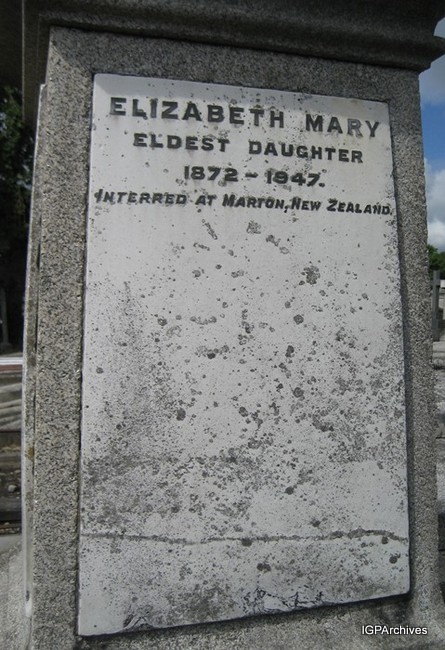 ELIZABETH MARY
ELDEST DAUGHTER
1872 - 1947.
INTERRED AT MARTON, NEW ZEALAND.
IGPArchives